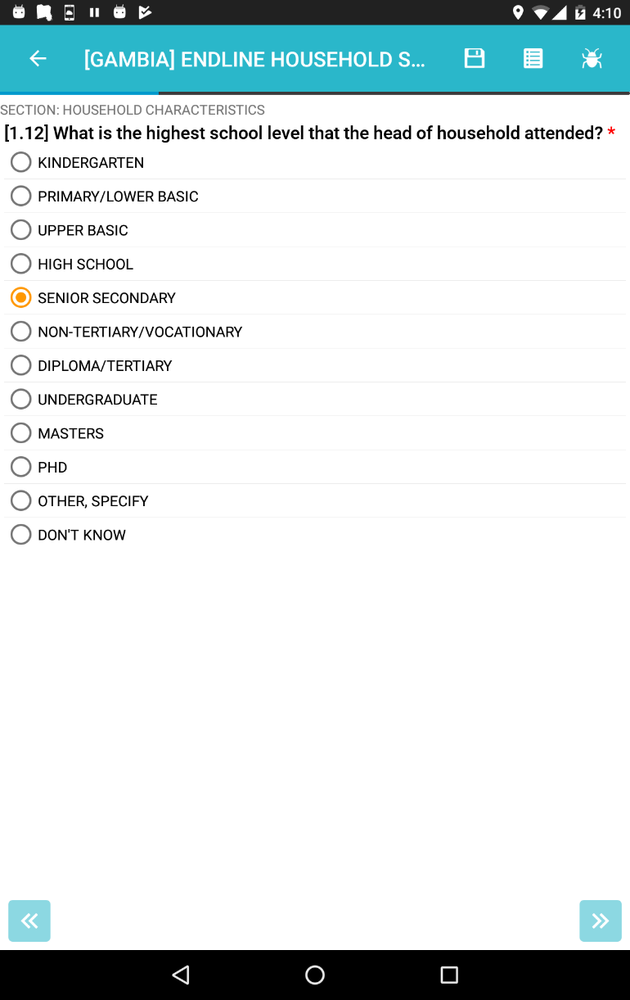 4:10
[GAMBIA] ENDLINE HOUSEHOLD S...
SECTION: HOUSEHOLD CHARACTERISTICS
[1.12] What is the highest school level that the head of household attended? *
KINDERGARTEN
PRIMARY/LOWER BASIC
UPPER BASIC
HIGH SCHOOL
SENIOR SECONDARY
NON-TERTIARY/VOCATIONARY
DIPLOMA/TERTIARY
UNDERGRADUATE
MASTERS
PHD
OTHER, SPECIFY
DON'T KNOW